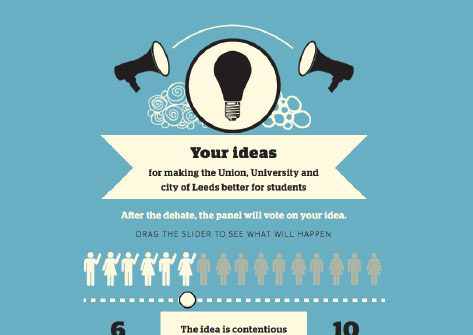 Your ideas
for making the Union, University and
city of Leeds better for students
After the debate, the panel will vote on your idea.
DRAG THE SLIDER TO SEE WHAT WILL HAPPEN
6
The idea is contentious
10